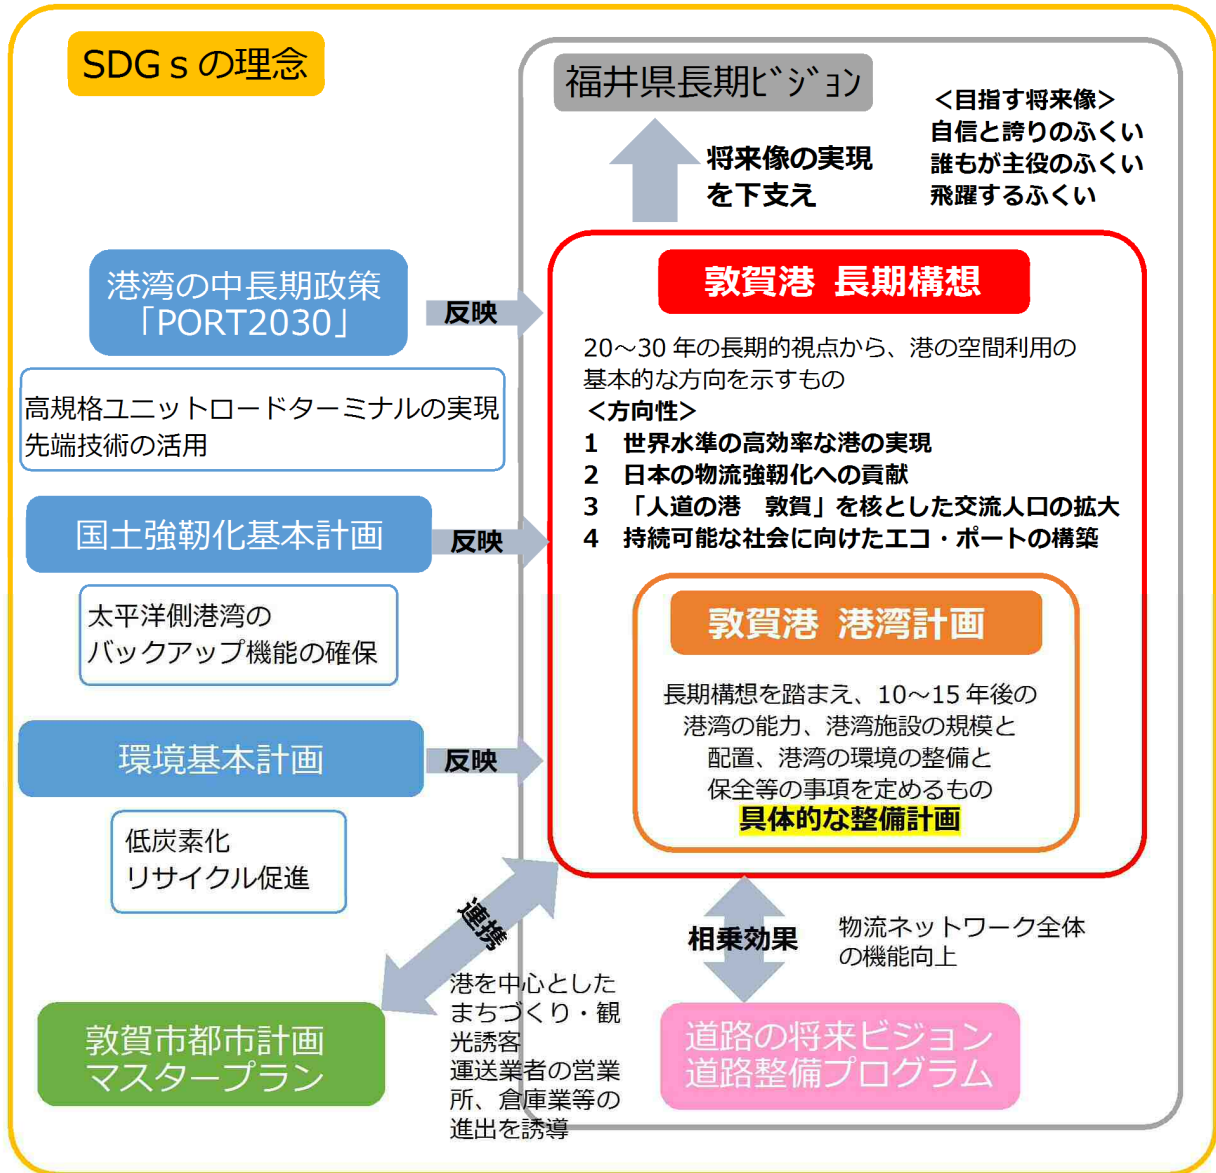 SDGｓの理念
福井県長期ﾋﾞｼﾞｮﾝ
＜目指す将来像＞
自信と誇りのふくい
誰もが主役のふくい
飛躍するふくい
将来像の実現
を下支え
港湾の中長期政策
「PORT2030」
反映
高規格ユニットロードターミナルの実現
先端技術の活用
国土強靭化基本計画
反映
太平洋側港湾の
バックアップ機能の確保
環境基本計画
反映
低炭素化
リサイクル促進
敦賀港 長期構想
20～30年の長期的視点から、港の空間利用の
基本的な方向を示すもの
＜方向性＞
1　世界水準の高効率な港の実現
2　日本の物流強靭化への貢献
3　「人道の港　敦賀」を核とした交流人口の拡大
4　持続可能な社会に向けたエコ・ポートの構築
敦賀港 港湾計画
長期構想を踏まえ、10～15年後の
港湾の能力、港湾施設の規模と
配置、港湾の環境の整備と
保全等の事項を定めるもの
具体的な整備計画
連携
港を中心とした
まちづくり・観
光誘客
運送業者の営業
所、倉庫業等の
進出を誘導
敦賀市都市計画
マスタープラン
相乗効果
物流ネットワーク全体
の機能向上
道路の将来ビジョン
道路整備プログラム